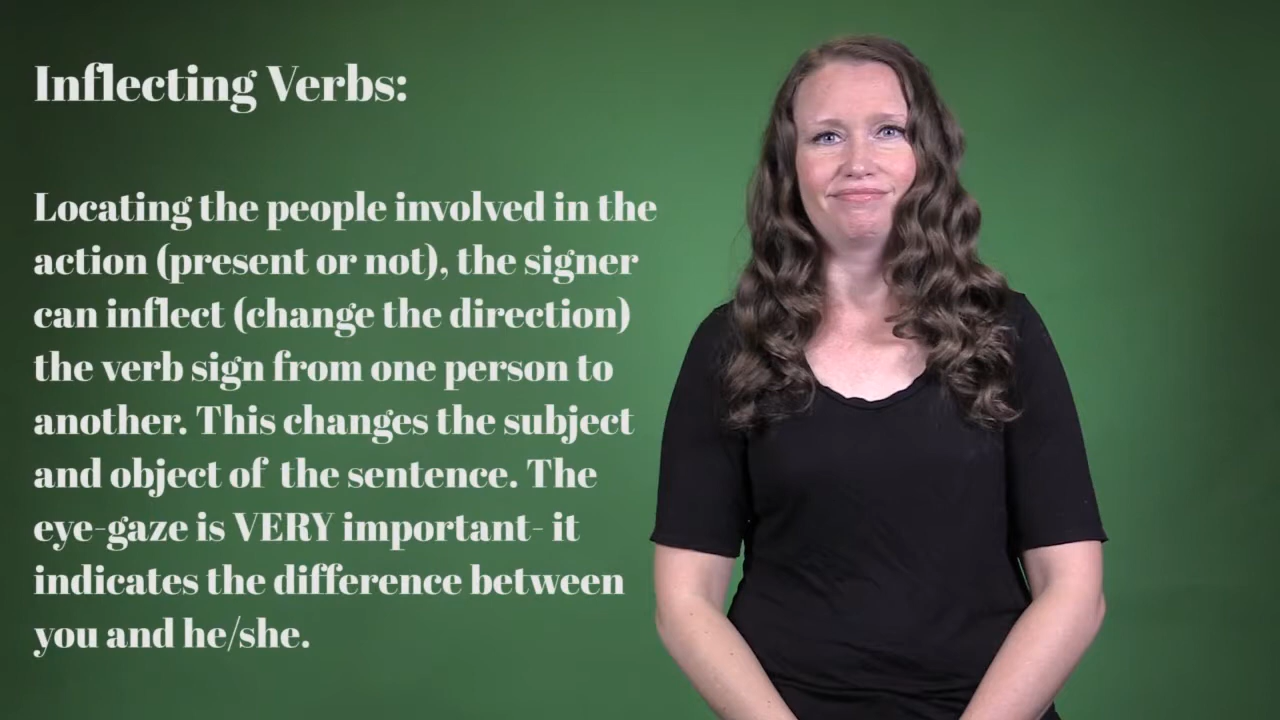 Inflecting Verbs:
Locating the people involved in the
action (present or not), the signer
can inflect (change the direction)
the verb sign from one person to
another. This changes the subject
and object of  the sentence. The
eye-gaze is VERY important- it
indicates the difference between
you and he/she.